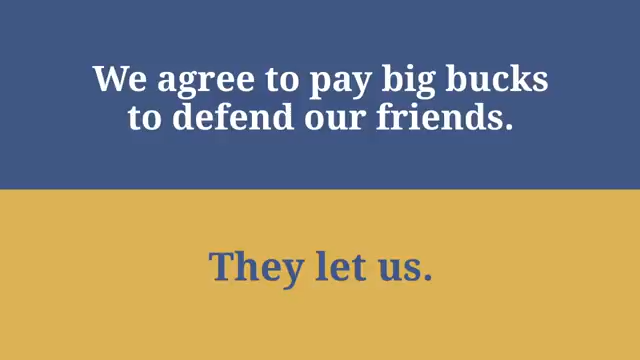 We agree to pay big bucks
to defend our friends.
They let us.